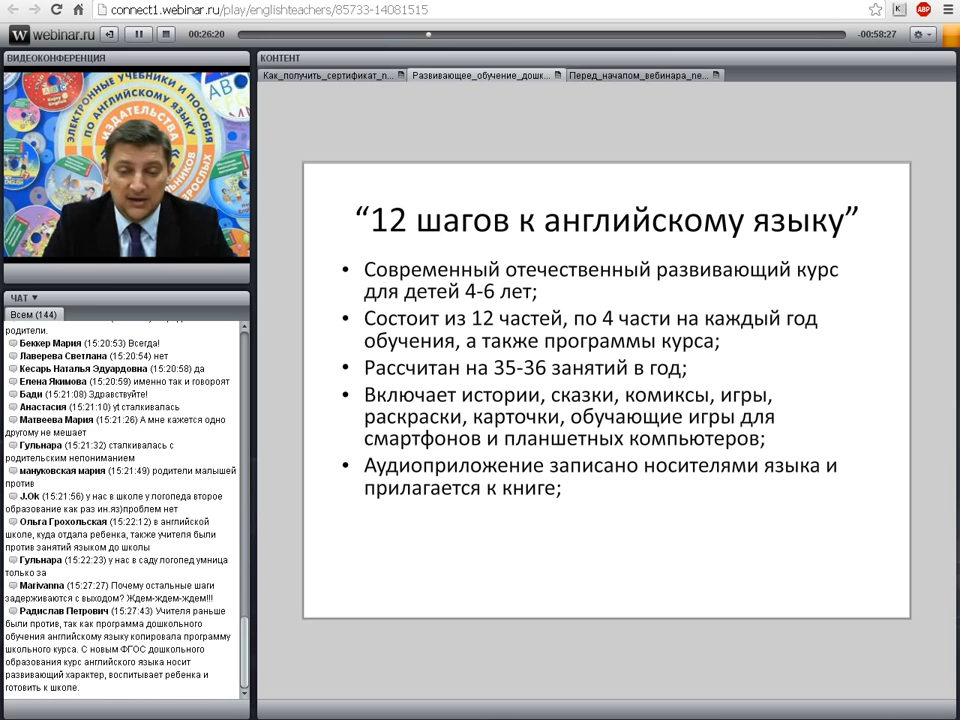 connect1.webinar.ru/play/englishteachers/85733-14081515
K ABP
W webinar.ru 00:26:20 -00:58:27
ВИДЕОКОНФЕРЕНЦИЯ
ЭЛЕКТРОННЫЕ УЧЕБНИКИ И ПОСОБИЯ
ПО АНГЛИЙСКОМУ ЯЗЫКУ
ИЗДАТЕЛЬСТВА
ЧАТ
Всем (144)
родители.
Беккер Мария (15:20:53) Всегда!
Лаверева Светлана (15:20:54) нет
Кесарь Наталья Эдуардовна (15:20:58) да
Елена Якимова (15:20:59) именно так и говорят
Бади (15:21:08) Здравствуйте!
Анастасия (15:21:10) yt сталкивалась
Матвеева Мария (15:21:26) А мне кажется одно
другому не мешает
Гульнара (15:21:32) сталкивалась с
родительским непониманием
мануковская мария (15:21:49) родители малышей
против
J.Ok (15:21:56) у нас в школе у логопеда второе
образование как раз ин.яз)проблем нет
Ольга Грохольская (15:22:12) в английской
школе, куда отдала ребенка, также учителя были
против занятий языком до школы
Гульнара (15:22:23) у нас в саду логопед умница
только за
Marivanna (15:27:27) Почему остальные шаги
задерживаются с выходом? Ждем-ждем-ждем!!!
Радислав Петрович (15:27:43) Учителя раньше
были против, так как программа дошкольного
обучения английскому языку копировала программу
школьного курса. С новым ФГОС дошкольного
образования курс английского языка носит
развивающий характер, воспитывает ребенка и
готовить к школе.
КОНТЕНТ
Как_получить_сертификат_п... Развивающее_обучение_дошк... Перед_началом_вебинара_пе...
“12 шагов к английскому языку”
• Современный отечественный развивающий курс
для детей 4-6 лет;
• Состоит из 12 частей, по 4 части на каждый год
обучения, а также программы курса;
• Рассчитан на 35-36 занятий в год;
• Включает истории, сказки, комиксы, игры,
раскраски, карточки, обучающие игры для
смартфонов и планшетных компьютеров;
• Аудиоприложение записано носителями языка и
прилагается к книге;